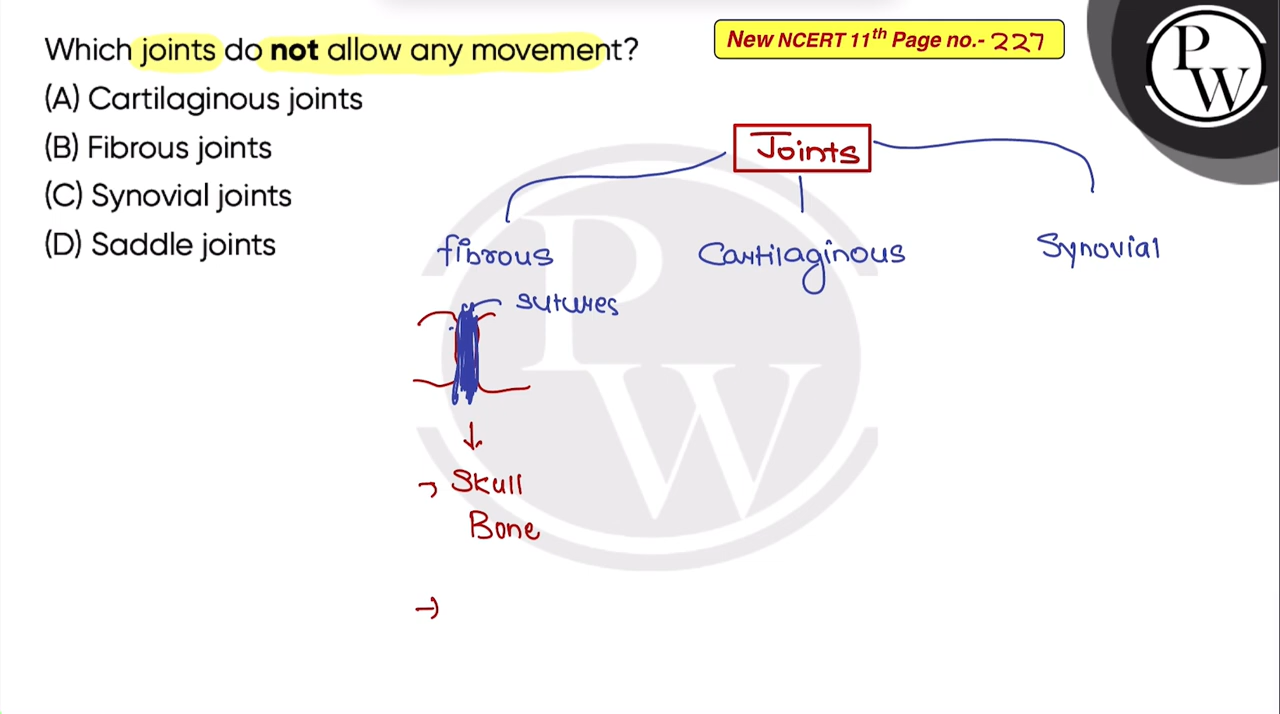 Which joints do not allow any movement?
(A) Cartilaginous joints
(B) Fibrous joints
(C) Synovial joints
(D) Saddle joints
New NCERT 11th Page no.- 227
P
W
Joints
fibrous
Cartilaginous
Synovial
sutures
Skull
Bone
P
W